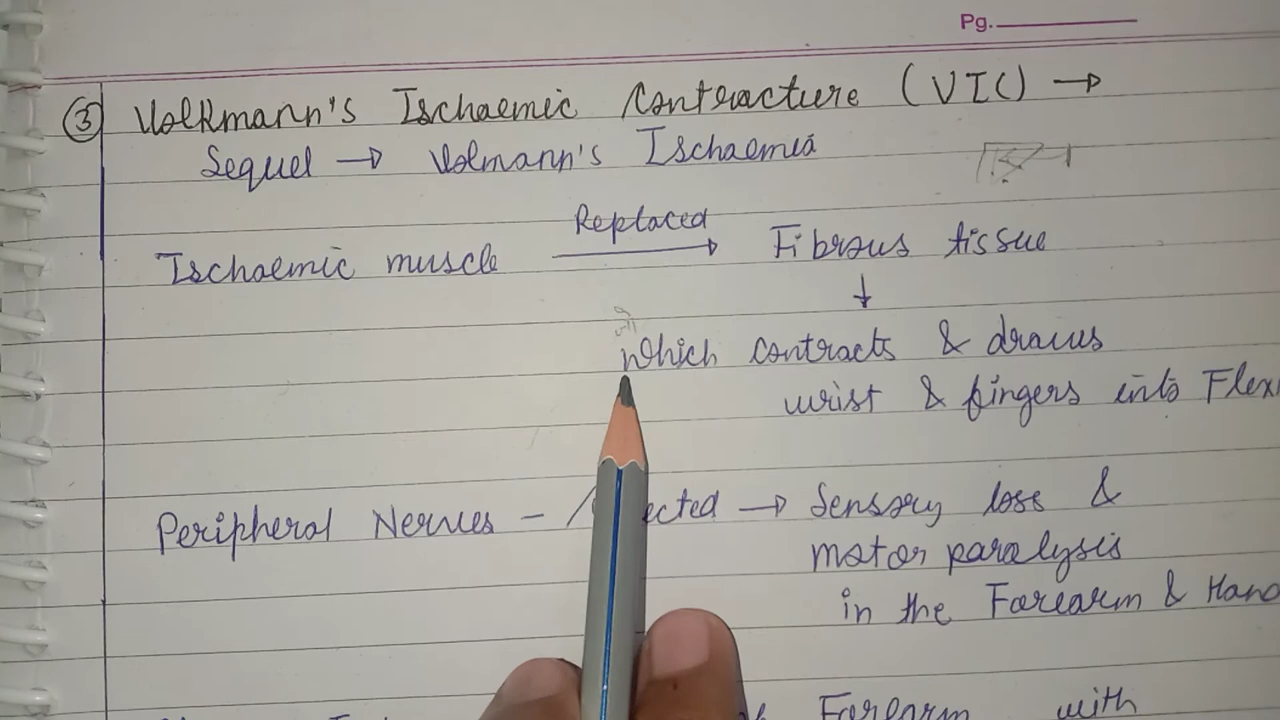 Pg.
③ Volkmann's Ischaemic Contracture (VIC) →
Sequel → Volmann's Ischaemia
Replaced
Ischaemic muscle → Fibrous tissue
↓
which contracts & draws
wrist & fingers into Flexi
Peripheral Nerves - ected → Sensory loss &
motor paralysis
in the Forearm & Hand
Forearm with